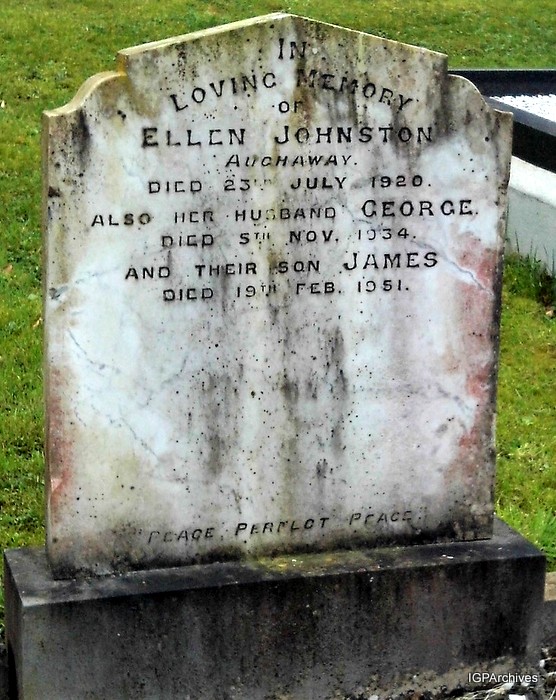 IN
LOVING MEMORY
OF
ELLEN JOHNSTON
AUGHAWAY.
DIED 23RD JULY 1920.
ALSO HER HUSBAND GEORGE.
DIED 5TH NOV. 1934.
AND THEIR SON JAMES
DIED 19TH FEB. 1951.
"PEACE, PERFECT PEACE."
IGPArchives